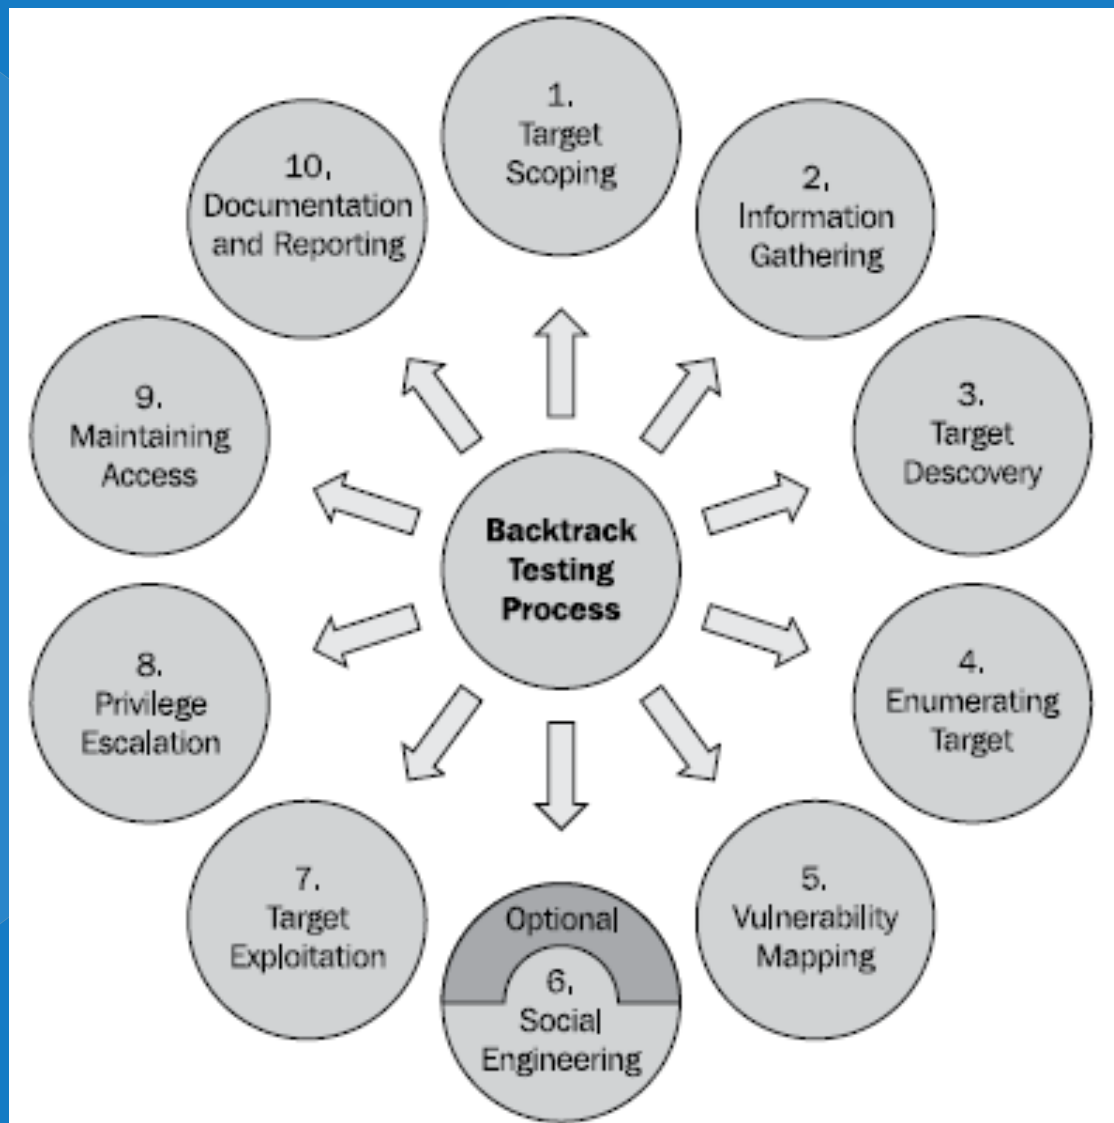 1.
Target
Scoping
2.
Information
Gathering
3.
Target
Descovery
4.
Enumerating
Target
5.
Vulnerability
Mapping
Optional
6.
Social
Engineering
7.
Target
Exploitation
8.
Privilege
Escalation
9.
Maintaining
Access
10.
Documentation
and Reporting
Backtrack
Testing
Process